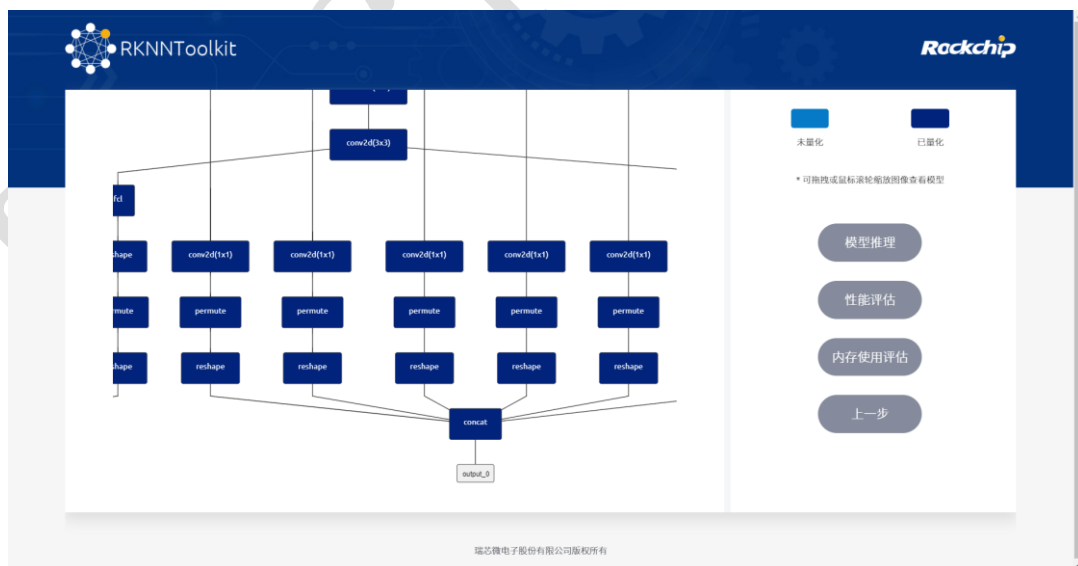 RKNNToolkit
Rockchip
conv2d(3x3)
未量化
已量化
* 可拖拽或鼠标滚轮缩放图像查看模型
fcl
conv2d(1x1)
conv2d(1x1)
conv2d(1x1)
conv2d(1x1)
conv2d(1x1)
permute
permute
permute
permute
permute
reshape
reshape
reshape
reshape
reshape
concat
output_0
模型推理
性能评估
内存使用评估
上一步
瑞芯微电子股份有限公司版权所有